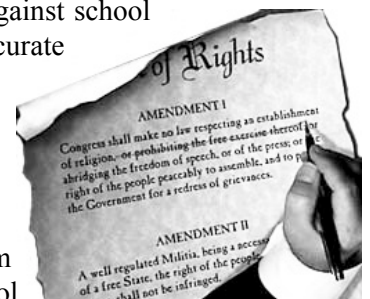 against school
curate
of Rights
AMENDMENT I
Congress shall make no law respecting an establishment
of religion, or prohibiting the free exercise thereof; or
abridging the freedom of speech, or of the press; or
right of the people peaceably to assemble, and to
the Government for a redress of grievances.
AMENDMENT II
A well regulated Militia, being a
of a free State, the right of the people
shall not be infringed.
ol